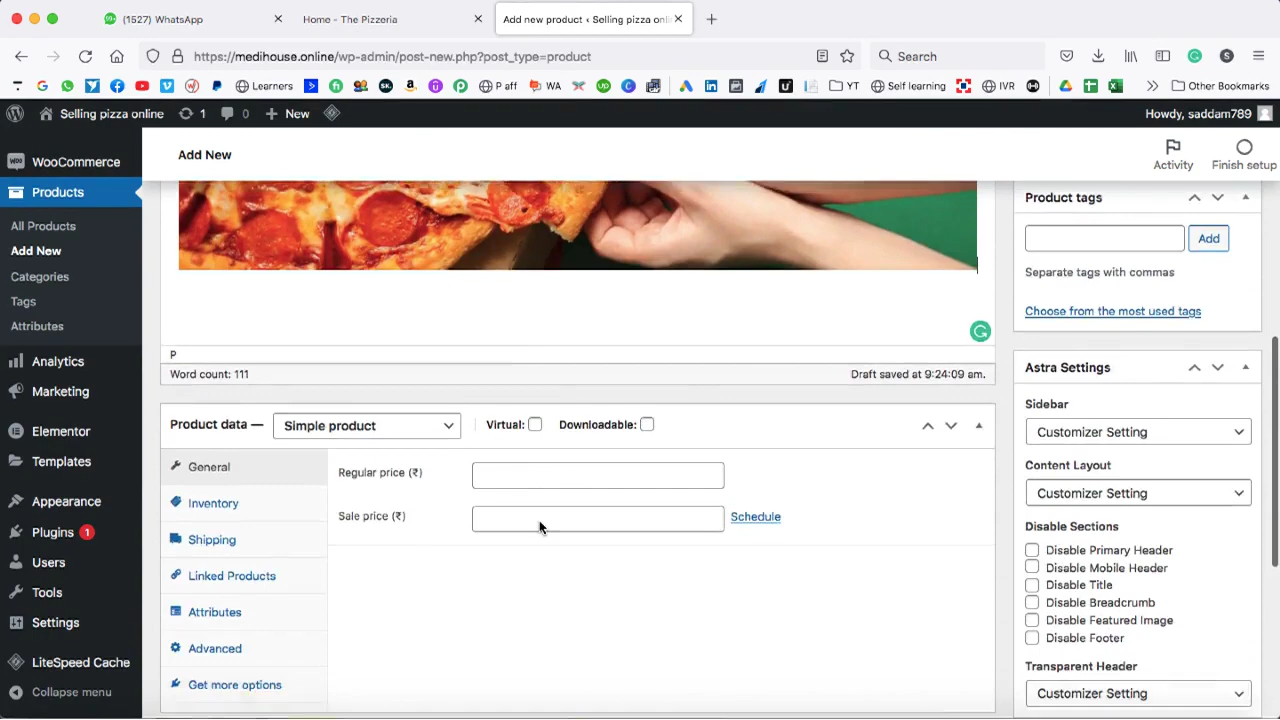 (1527) WhatsApp
Home - The Pizzeria
Add new product ‹ Selling pizza onli
https://medihouse.online/wp-admin/post-new.php?post_type=product
Search
Learners
P aff
WA
YT
Self learning
IVR
Other Bookmarks
Selling pizza online
1
0
New
Howdy, saddam789
WooCommerce
Products
All Products
Add New
Categories
Tags
Attributes
Analytics
Marketing
Elementor
Templates
Appearance
Plugins 1
Users
Tools
Settings
LiteSpeed Cache
Collapse menu
Add New
Activity
Finish setup
P
Word count: 111
Draft saved at 9:24:09 am.
Product data —
Simple product
Virtual:
Downloadable:
General
Inventory
Shipping
Linked Products
Attributes
Advanced
Get more options
Regular price (₹)
Sale price (₹)
Schedule
Product tags
Add
Separate tags with commas
Choose from the most used tags
Astra Settings
Sidebar
Customizer Setting
Content Layout
Customizer Setting
Disable Sections
Disable Primary Header
Disable Mobile Header
Disable Title
Disable Breadcrumb
Disable Featured Image
Disable Footer
Transparent Header
Customizer Setting